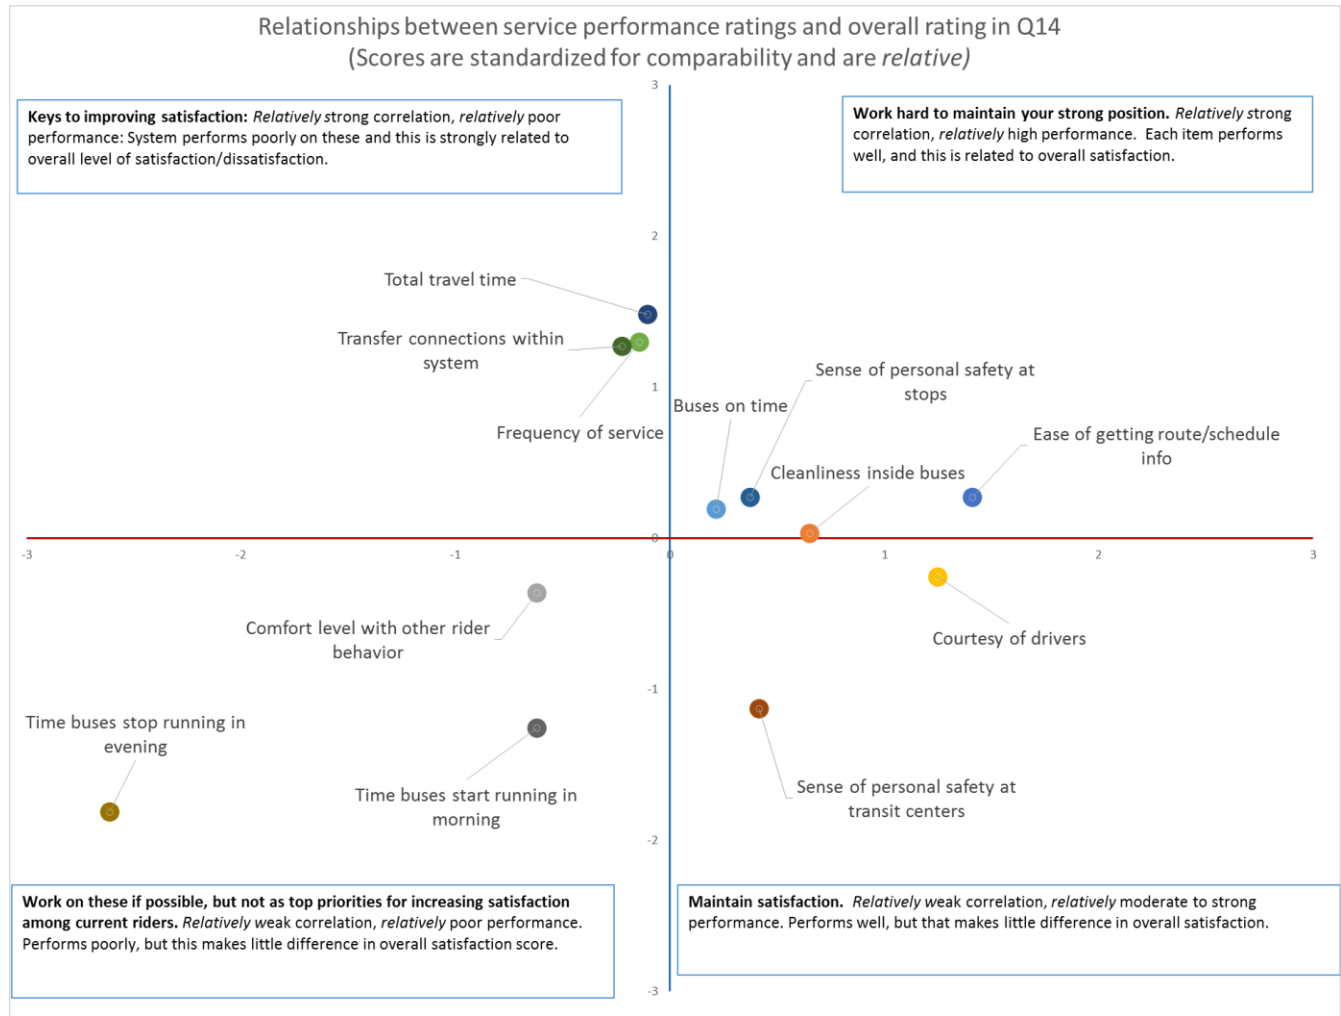 Relationships between service performance ratings and overall rating in Q14
(Scores are standardized for comparability and are relative)
3
Keys to improving satisfaction: Relatively strong correlation, relatively poor
performance: System performs poorly on these and this is strongly related to
overall level of satisfaction/dissatisfaction.
Work hard to maintain your strong position. Relatively strong
correlation, relatively high performance. Each item performs
well, and this is related to overall satisfaction.
2
Total travel time
Transfer connections within
system
1
Frequency of service
Sense of personal safety at
stops
Buses on time
Ease of getting route/schedule
info
Cleanliness inside buses
0
-3
-2
-1
0
1
2
3
Comfort level with other rider
behavior
Courtesy of drivers
-1
Time buses stop running in
evening
Time buses start running in
morning
Sense of personal safety at
transit centers
-2
Work on these if possible, but not as top priorities for increasing satisfaction
among current riders. Relatively weak correlation, relatively poor performance.
Performs poorly, but this makes little difference in overall satisfaction score.
Maintain satisfaction. Relatively weak correlation, relatively moderate to strong
performance. Performs well, but that makes little difference in overall satisfaction.
-3